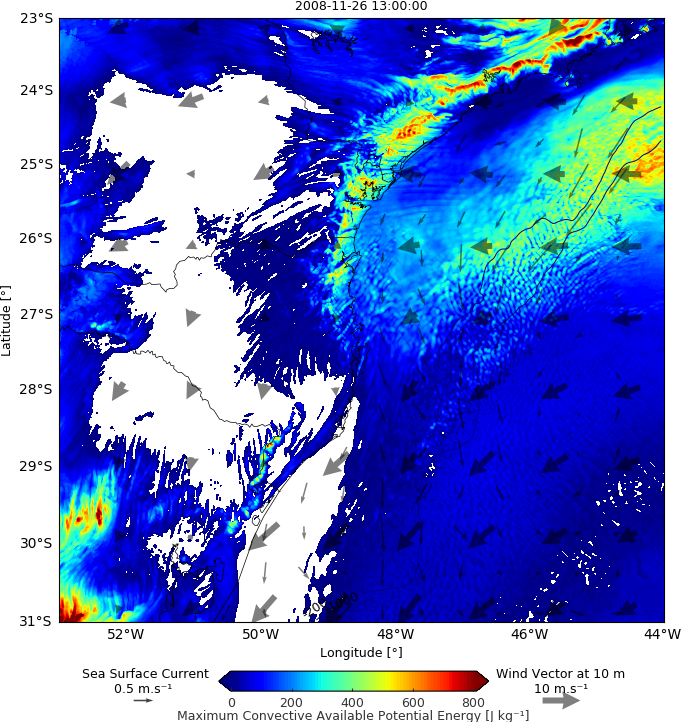 2008-11-26 13:00:00
23°S
24°S
25°S
26°S
27°S
28°S
29°S
30°S
31°S
Latitude [°]
52°W 50°W 48°W 46°W 44°W
Longitude [°]
Sea Surface Current
0.5 m.s⁻¹
Wind Vector at 10 m
10 m.s⁻¹
0 200 400 600 800
Maximum Convective Available Potential Energy [J kg⁻¹]